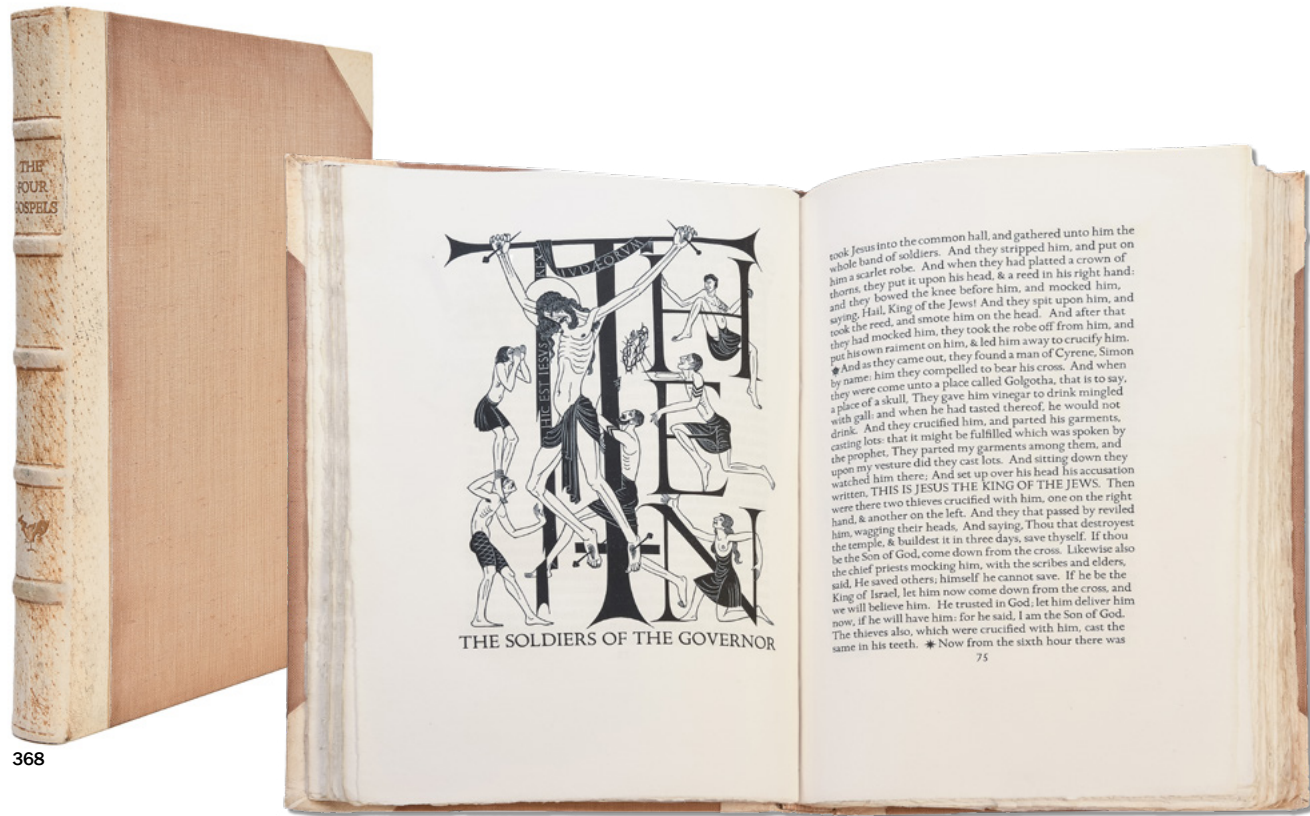 THE
FOUR
GOSPELS
368
REX IVDÆORVM
HIC EST IESVS
THEN
THE SOLDIERS OF THE GOVERNOR
took Jesus into the common hall, and gathered unto him the
whole band of soldiers. And they stripped him, and put on
him a scarlet robe. And when they had platted a crown of
thorns, they put it upon his head, & a reed in his right hand:
and they bowed the knee before him, and mocked him,
saying, Hail, King of the Jews! And they spit upon him, and
took the reed, and smote him on the head. And after that
they had mocked him, they took the robe off from him, and
put his own raiment on him, & led him away to crucify him.
✷And as they came out, they found a man of Cyrene, Simon
by name: him they compelled to bear his cross. And when
they were come unto a place called Golgotha, that is to say,
a place of a skull, They gave him vinegar to drink mingled
with gall: and when he had tasted thereof, he would not
drink. And they crucified him, and parted his garments,
casting lots: that it might be fulfilled which was spoken by
the prophet, They parted my garments among them, and
upon my vesture did they cast lots. And sitting down they
watched him there; And set up over his head his accusation
written, THIS IS JESUS THE KING OF THE JEWS. Then
were there two thieves crucified with him, one on the right
hand, & another on the left. And they that passed by reviled
him, wagging their heads, And saying, Thou that destroyest
the temple, & buildest it in three days, save thyself. If thou
be the Son of God, come down from the cross. Likewise also
the chief priests mocking him, with the scribes and elders,
said, He saved others; himself he cannot save. If he be the
King of Israel, let him now come down from the cross, and
we will believe him. He trusted in God; let him deliver him
now, if he will have him: for he said, I am the Son of God.
The thieves also, which were crucified with him, cast the
same in his teeth. ✷Now from the sixth hour there was
75